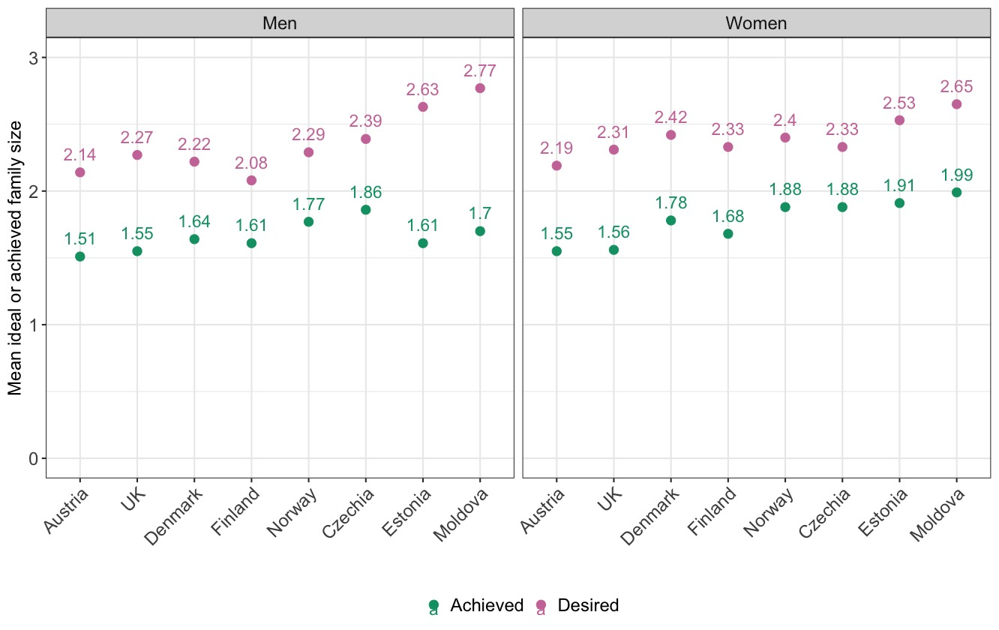 Men
Women
Mean ideal or achieved family size
3
2
1
0
2.14
2.27
2.22
2.08
2.29
2.39
2.63
2.77
1.51
1.55
1.64
1.61
1.77
1.86
1.61
1.7
2.19
2.31
2.42
2.33
2.4
2.33
2.53
2.65
1.55
1.56
1.78
1.68
1.88
1.88
1.91
1.99
Austria
UK
Denmark
Finland
Norway
Czechia
Estonia
Moldova
Austria
UK
Denmark
Finland
Norway
Czechia
Estonia
Moldova
a Achieved a Desired